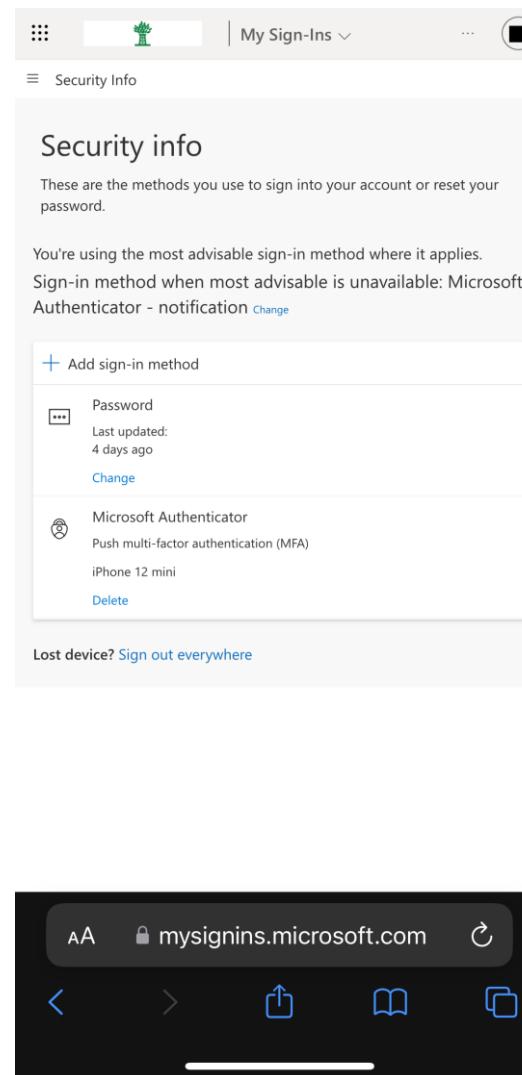 My Sign-Ins
Security Info
Security info
These are the methods you use to sign into your account or reset your
password.
You're using the most advisable sign-in method where it applies.
Sign-in method when most advisable is unavailable: Microsoft
Authenticator - notification Change
Add sign-in method
Password
Last updated:
4 days ago
Change
Microsoft Authenticator
Push multi-factor authentication (MFA)
iPhone 12 mini
Delete
Lost device? Sign out everywhere
AA mysignins.microsoft.com